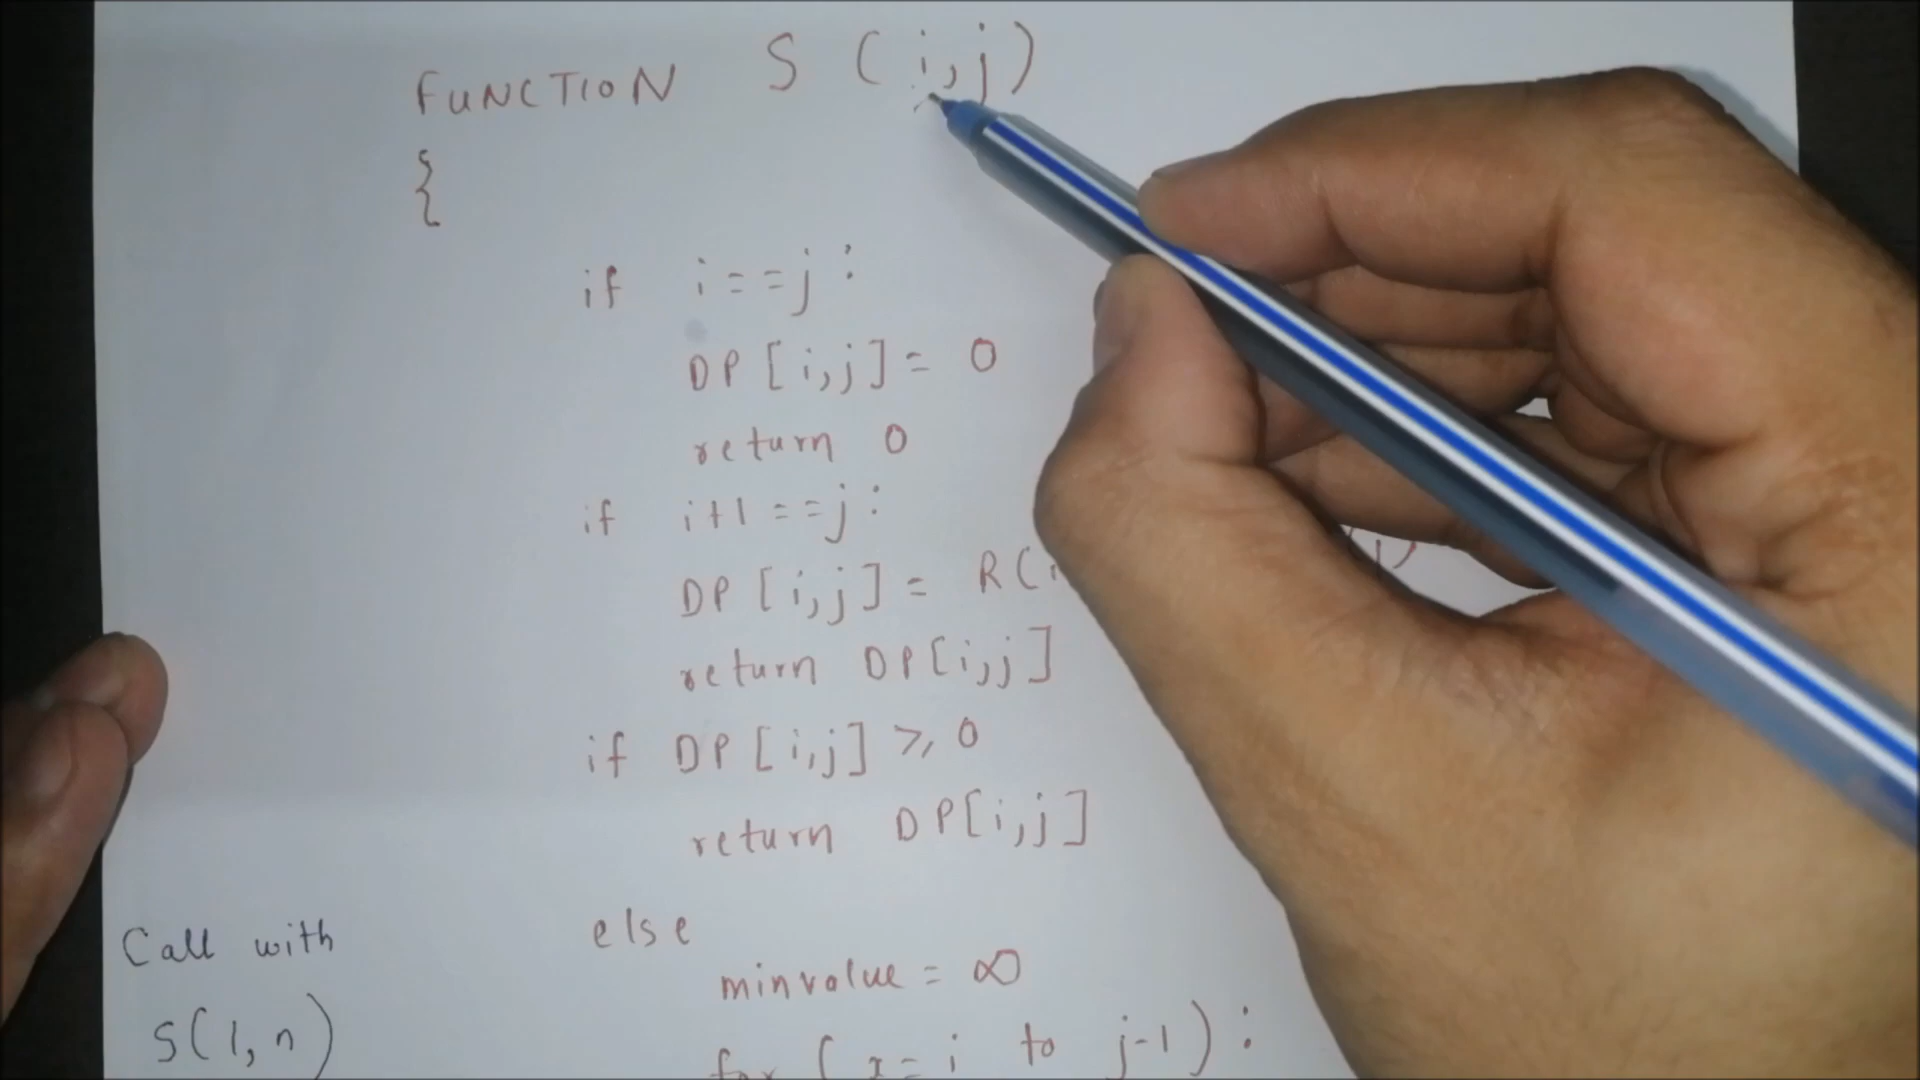 FUNCTION S (i,j)
{
if i==j:
DP[i,j]= 0
return 0
if i+1==j:
DP[i,j]= R(i
return DP[i,j]
if DP[i,j] ⩾ 0
return DP[i,j]
else
minvalue = ∞
for (x=i to j-1):
Call with
S(1,n)